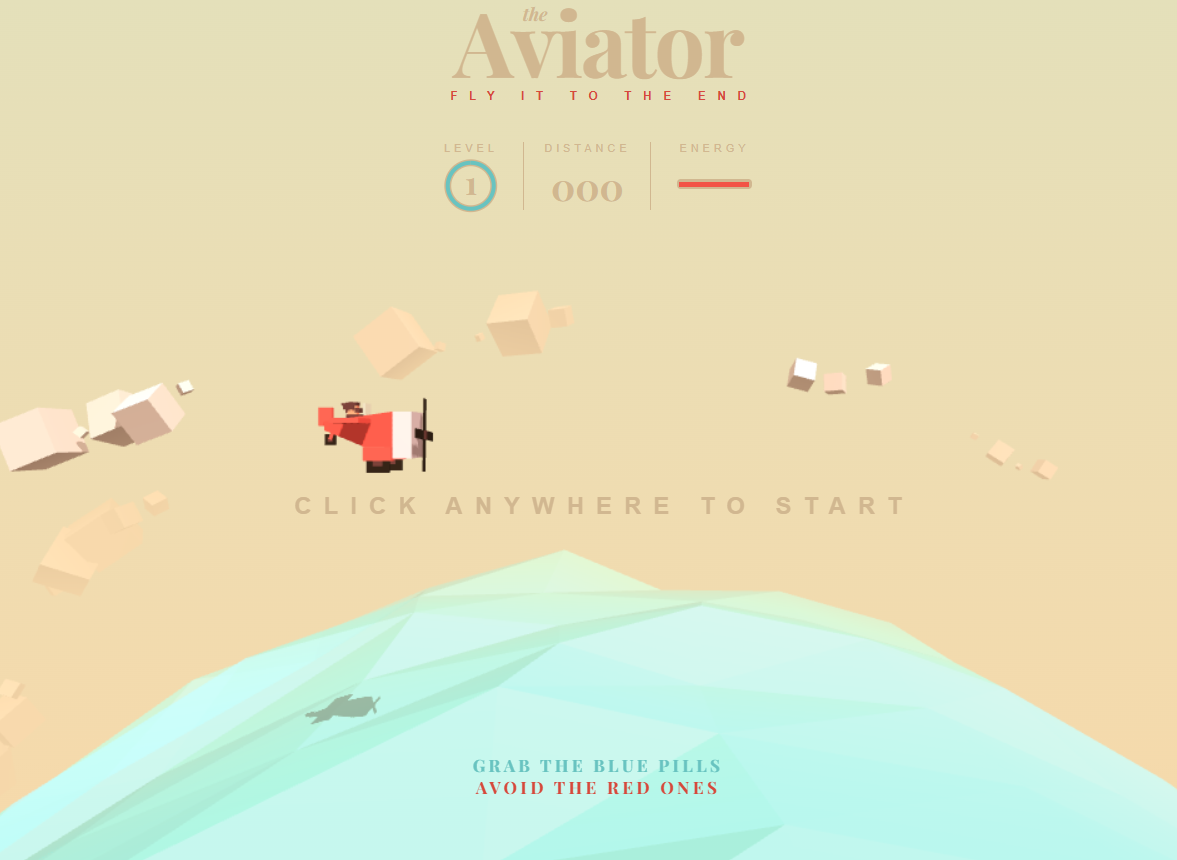 the
Aviator
FLY IT TO THE END
LEVEL DISTANCE ENERGY
1 000
CLICK ANYWHERE TO START
GRAB THE BLUE PILLS
AVOID THE RED ONES